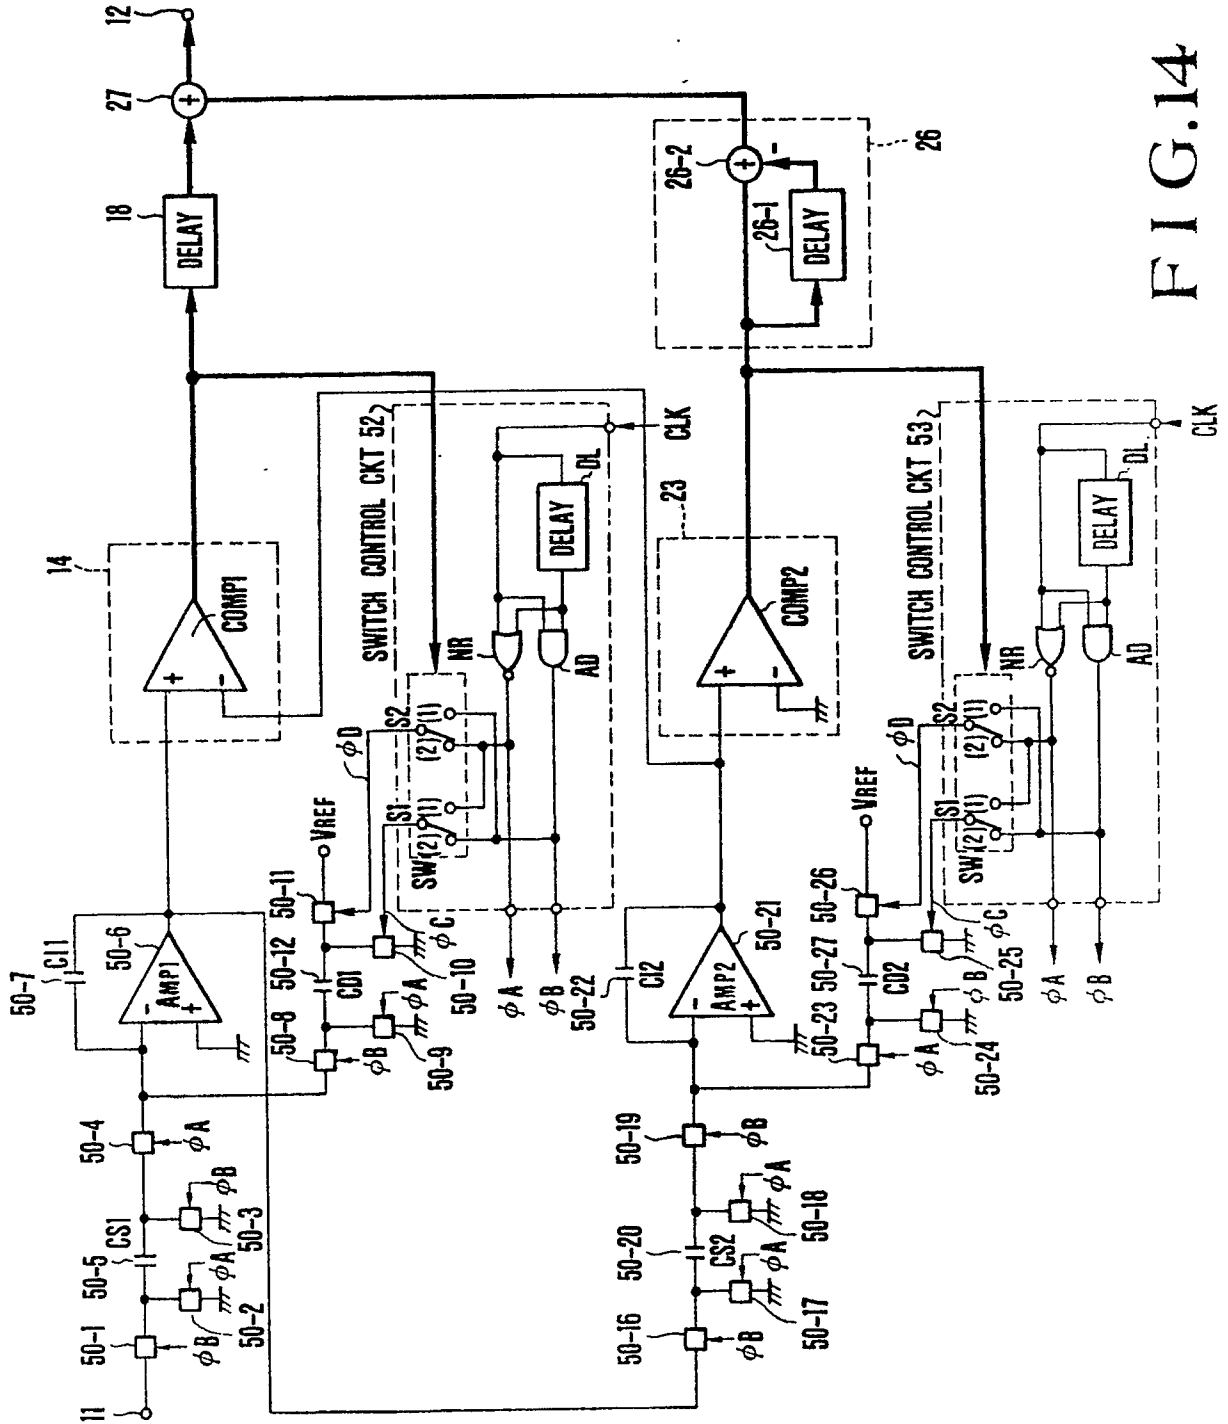 12
27
18
DELAY
14
COMP1
50-7
CI1
50-6
AMP1
50-4
φA
φB
50-3
CS1
50-5
φA
50-2
50-1
φB
11
50-8
φB
50-12
CD1
50-11
VREF
φA
50-9
50-10
φC
φD
SWITCH CONTROL CKT 52
S1
S2
SW
(2)
(1)
(2)
(1)
NR
AD
DELAY
DL
CLK
φA
φB
26
26-2
-
26-1
DELAY
23
COMP2
50-22
CI2
50-21
AMP2
50-19
φB
φA
50-18
50-20
CS2
φA
50-17
50-16
φB
50-23
φA
50-27
CD2
50-26
VREF
φB
50-24
50-25
φC
φD
SWITCH CONTROL CKT 53
S1
S2
SW
(2)
(1)
(2)
(1)
NR
AD
DELAY
DL
CLK
φA
φB
FIG.14